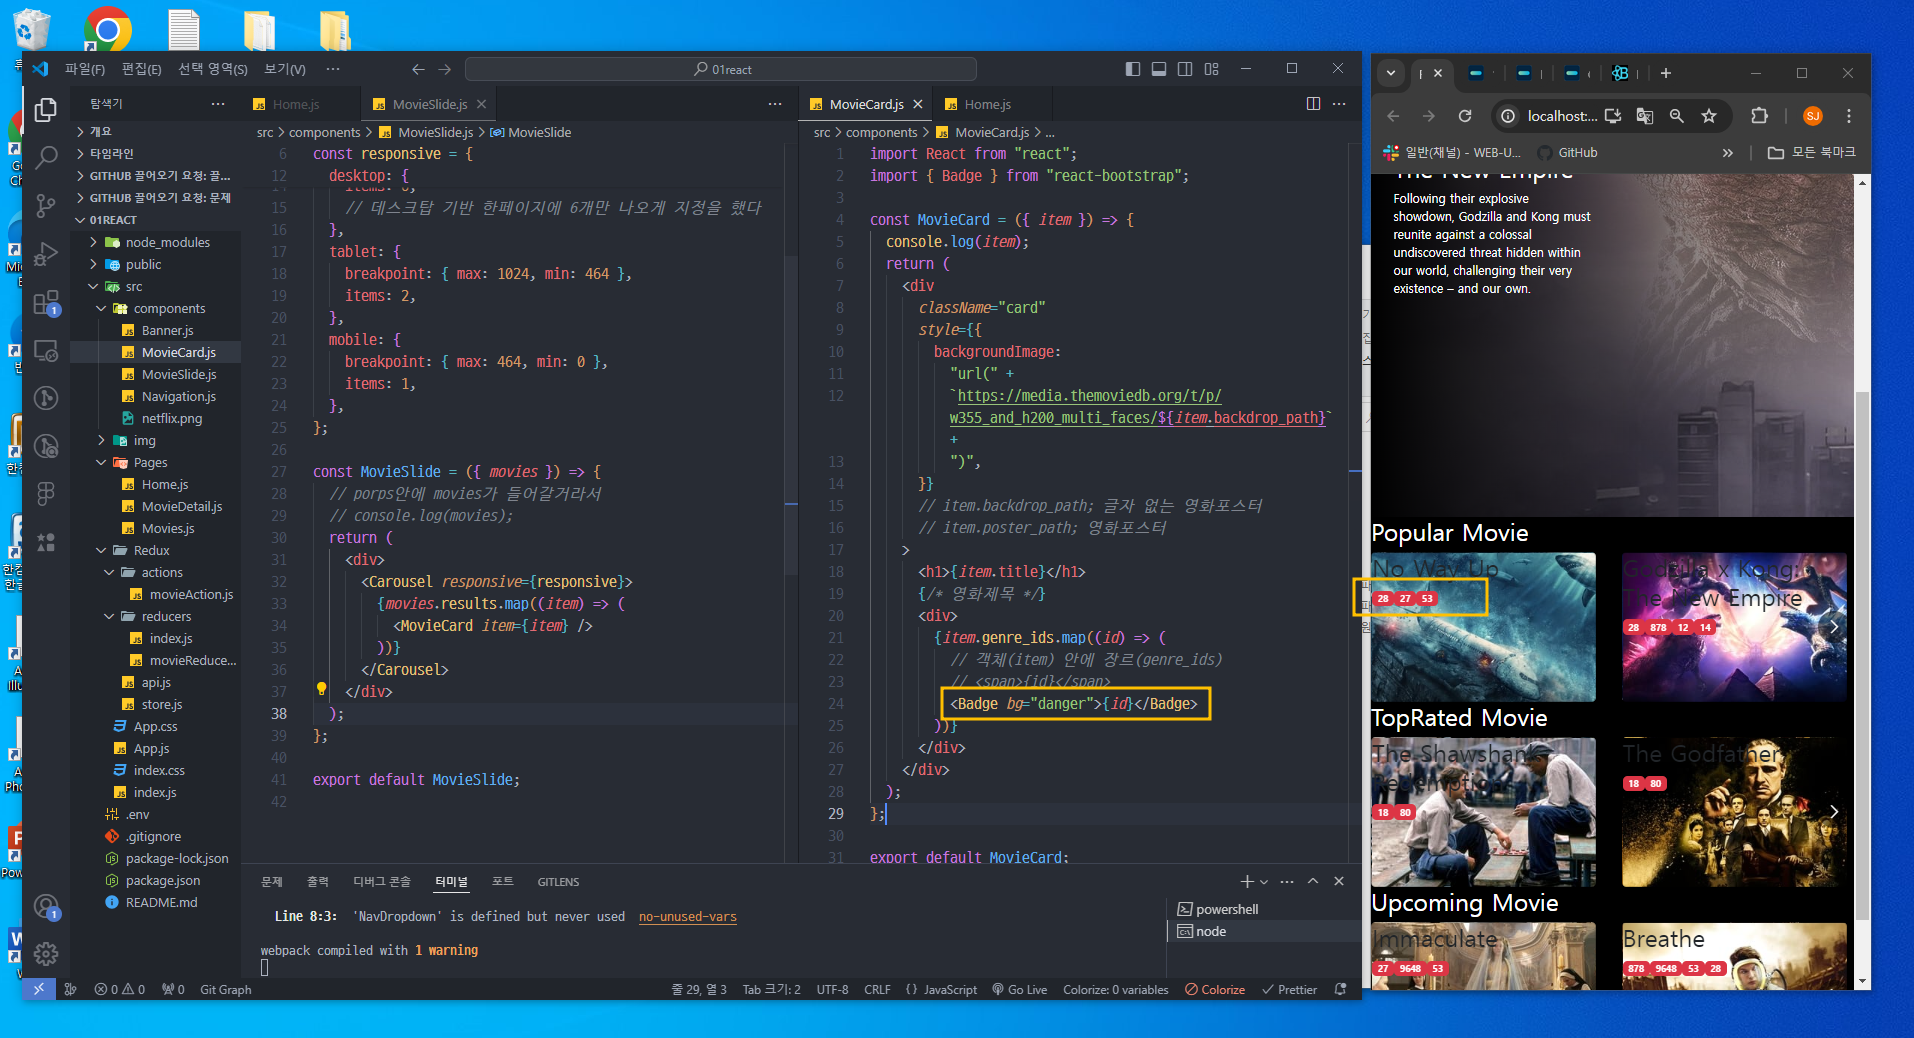 파일(F) 편집(E) 선택 영역(S) 보기(V) ... 01react
탐색기
개요
타임라인
GITHUB 끌어오기 요청: 끌...
GITHUB 끌어오기 요청: 문제
01REACT
node_modules
public
src
components
Banner.js
MovieCard.js
MovieSlide.js
Navigation.js
netflix.png
img
Pages
Home.js
MovieDetail.js
Movies.js
Redux
actions
movieAction.js
reducers
index.js
movieReduce...
api.js
store.js
App.css
App.js
index.css
index.js
.env
.gitignore
package-lock.json
package.json
README.md
Home.js MovieSlide.js
src > components > MovieSlide.js > MovieSlide
6 const responsive = {
12 desktop: {
15 // 데스크탑 기반 한페이지에 6개만 나오게 지정을 했다
16 },
17 tablet: {
18 breakpoint: { max: 1024, min: 464 },
19 items: 2,
20 },
21 mobile: {
22 breakpoint: { max: 464, min: 0 },
23 items: 1,
24 },
25 };
26
27 const MovieSlide = ({ movies }) => {
28 // porps안에 movies가 들어갈거라서
29 // console.log(movies);
30 return (
31 <div>
32 <Carousel responsive={responsive}>
33 {movies.results.map((item) => (
34 <MovieCard item={item} />
35 ))}
36 </Carousel>
37 </div>
38 );
39 };
40
41 export default MovieSlide;
42
MovieCard.js Home.js
src > components > MovieCard.js > ...
1 import React from "react";
2 import { Badge } from "react-bootstrap";
3
4 const MovieCard = ({ item }) => {
5 console.log(item);
6 return (
7 <div
8 className="card"
9 style={{
10 backgroundImage:
11 "url(" +
12 `https://media.themoviedb.org/t/p/
w355_and_h200_multi_faces/${item.backdrop_path}`
+
13 ")",
14 }}
15 // item.backdrop_path; 글자 없는 영화포스터
16 // item.poster_path; 영화포스터
17 >
18 <h1>{item.title}</h1>
19 {/* 영화제목 */}
20 <div>
21 {item.genre_ids.map((id) => (
22 // 객체(item) 안에 장르(genre_ids)
23 // <span>{id}</span>
24 <Badge bg="danger">{id}</Badge>
25 ))}
26 </div>
27 </div>
28 );
29 };
30
31 export default MovieCard;
문제 출력 디버그 콘솔 터미널 포트 GITLENS
Line 8:3: 'NavDropdown' is defined but never used no-unused-vars
webpack compiled with 1 warning
powershell
node
0 0 0 Git Graph 줄 29, 열 3 Tab 크기: 2 UTF-8 CRLF {} JavaScript Go Live Colorize: 0 variables Colorize Prettier
localhost:... SJ
일반(채널) - WEB-U... GitHub » 모든 북마크
The New Empire
Following their explosive
showdown, Godzilla and Kong must
reunite against a colossal
undiscovered threat hidden within
our world, challenging their very
existence – and our own.
Popular Movie
No Way Up
28 27 53
Godzilla x Kong:
The New Empire
28 878 12 14
TopRated Movie
The Shawshank
Redemption
18 80
The Godfather
18 80
Upcoming Movie
Immaculate
27 9648 53
Breathe
878 9648 53 28